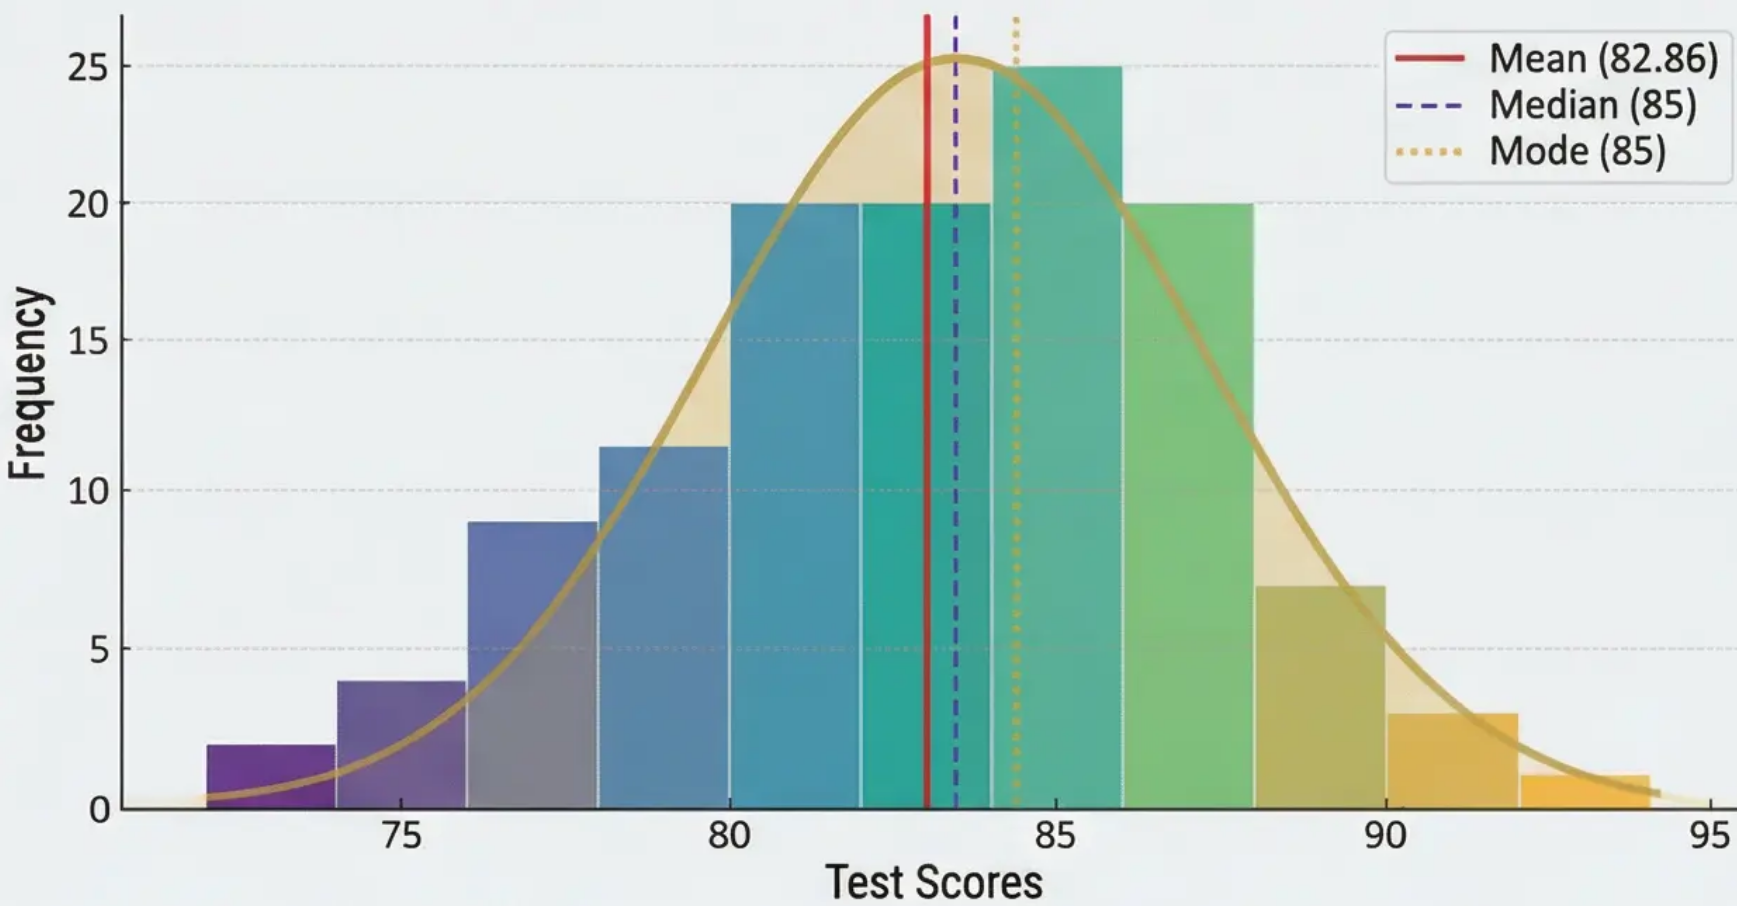 25
20
15
10
5
0
Frequency
75 80 85 90 95
Test Scores
Mean (82.86)
Median (85)
Mode (85)